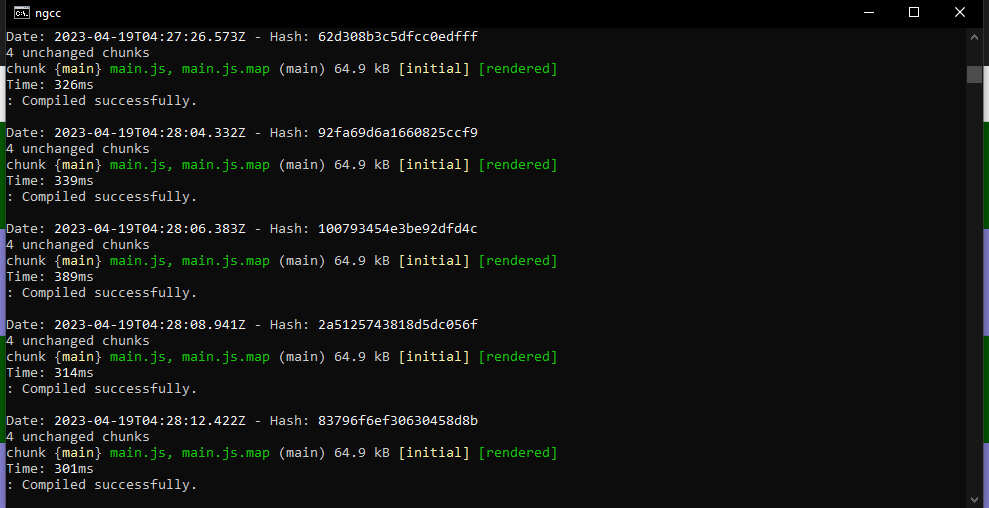 ngcc
Date: 2023-04-19T04:27:26.573Z - Hash: 62d308b3c5dfcc0edfff
4 unchanged chunks
chunk {main} main.js, main.js.map (main) 64.9 kB [initial] [rendered]
Time: 326ms
: Compiled successfully.
Date: 2023-04-19T04:28:04.332Z - Hash: 92fa69d6a1660825ccf9
4 unchanged chunks
chunk {main} main.js, main.js.map (main) 64.9 kB [initial] [rendered]
Time: 339ms
: Compiled successfully.
Date: 2023-04-19T04:28:06.383Z - Hash: 100793454e3be92dfd4c
4 unchanged chunks
chunk {main} main.js, main.js.map (main) 64.9 kB [initial] [rendered]
Time: 389ms
: Compiled successfully.
Date: 2023-04-19T04:28:08.941Z - Hash: 2a5125743818d5dc056f
4 unchanged chunks
chunk {main} main.js, main.js.map (main) 64.9 kB [initial] [rendered]
Time: 314ms
: Compiled successfully.
Date: 2023-04-19T04:28:12.422Z - Hash: 83796f6ef30630458d8b
4 unchanged chunks
chunk {main} main.js, main.js.map (main) 64.9 kB [initial] [rendered]
Time: 301ms
: Compiled successfully.